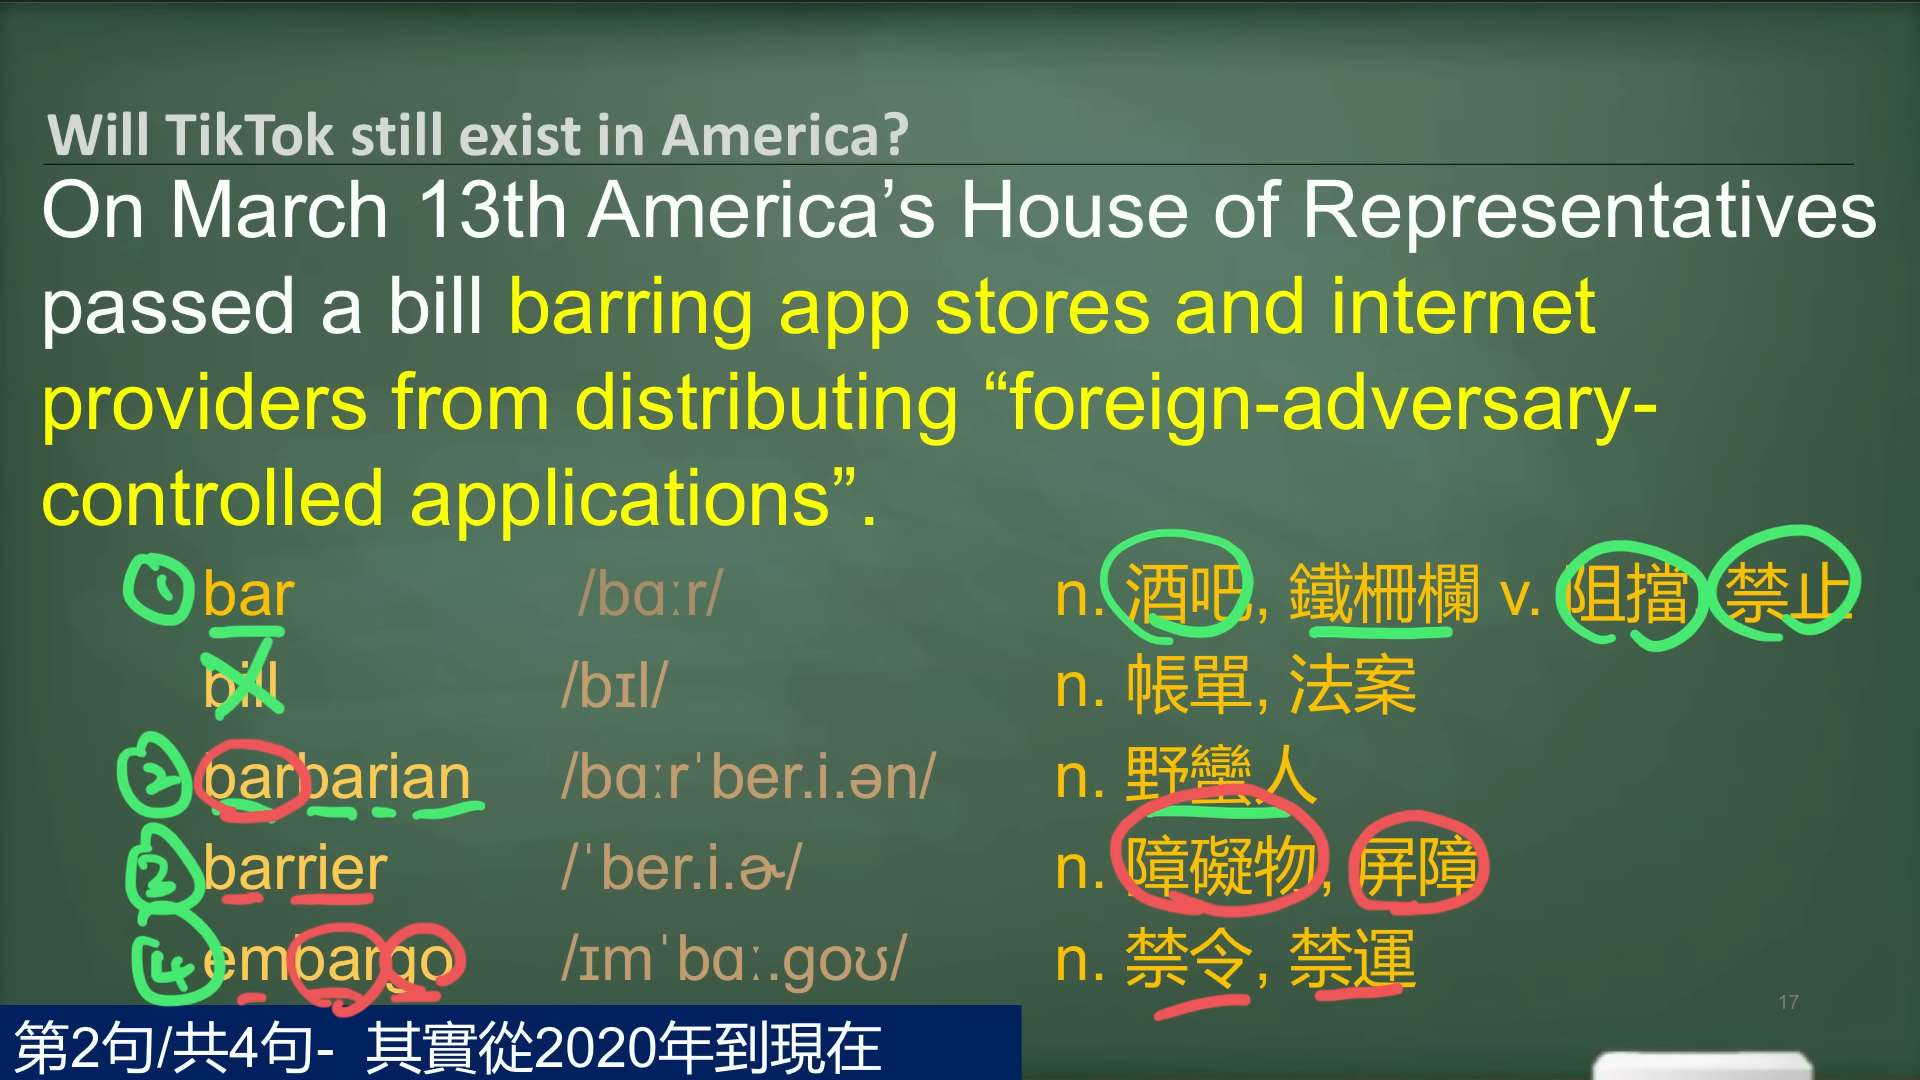 Will TikTok still exist in America?
On March 13th America’s House of Representatives
passed a bill barring app stores and internet
providers from distributing “foreign-adversary-
controlled applications”.
1 bar /bɑːr/ n. 酒吧, 鐵柵欄 v. 阻擋, 禁止
bill /bɪl/ n. 帳單, 法案
2 barbarian /bɑːrˈber.i.ən/ n. 野蠻人
barrier /ˈber.i.ɚ/ n. 障礙物, 屏障
4 embargo /ɪmˈbɑː.goʊ/ n. 禁令, 禁運
17
第2句/共4句- 其實從2020年到現在